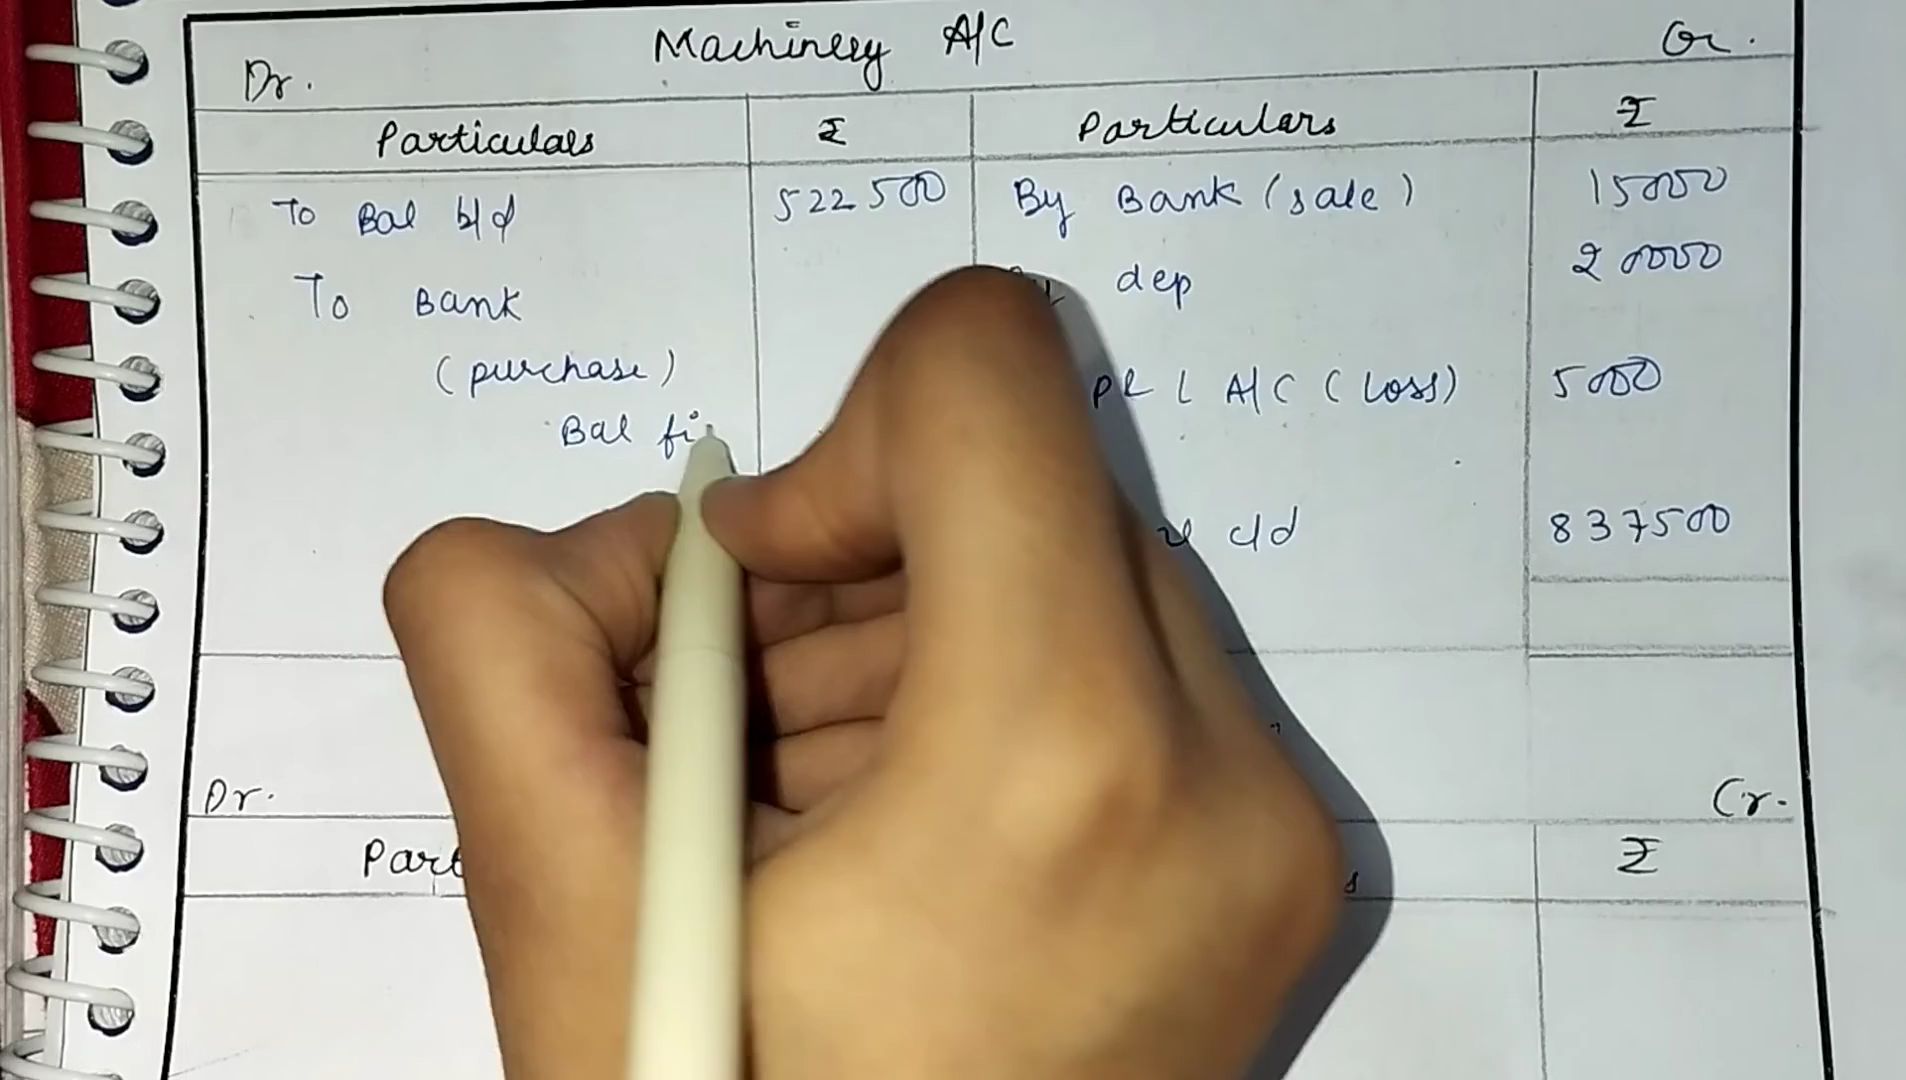 Machinery A/C
Dr.
Cr.
Particulars ₹ Particulars ₹
To Bal b/d 522500 By Bank (sale) 15000
To Bank dep 20000
(purchase) P&L A/C (Loss) 5000
Bal fi
c/d 837500
Dr.
Cr.
Part ₹